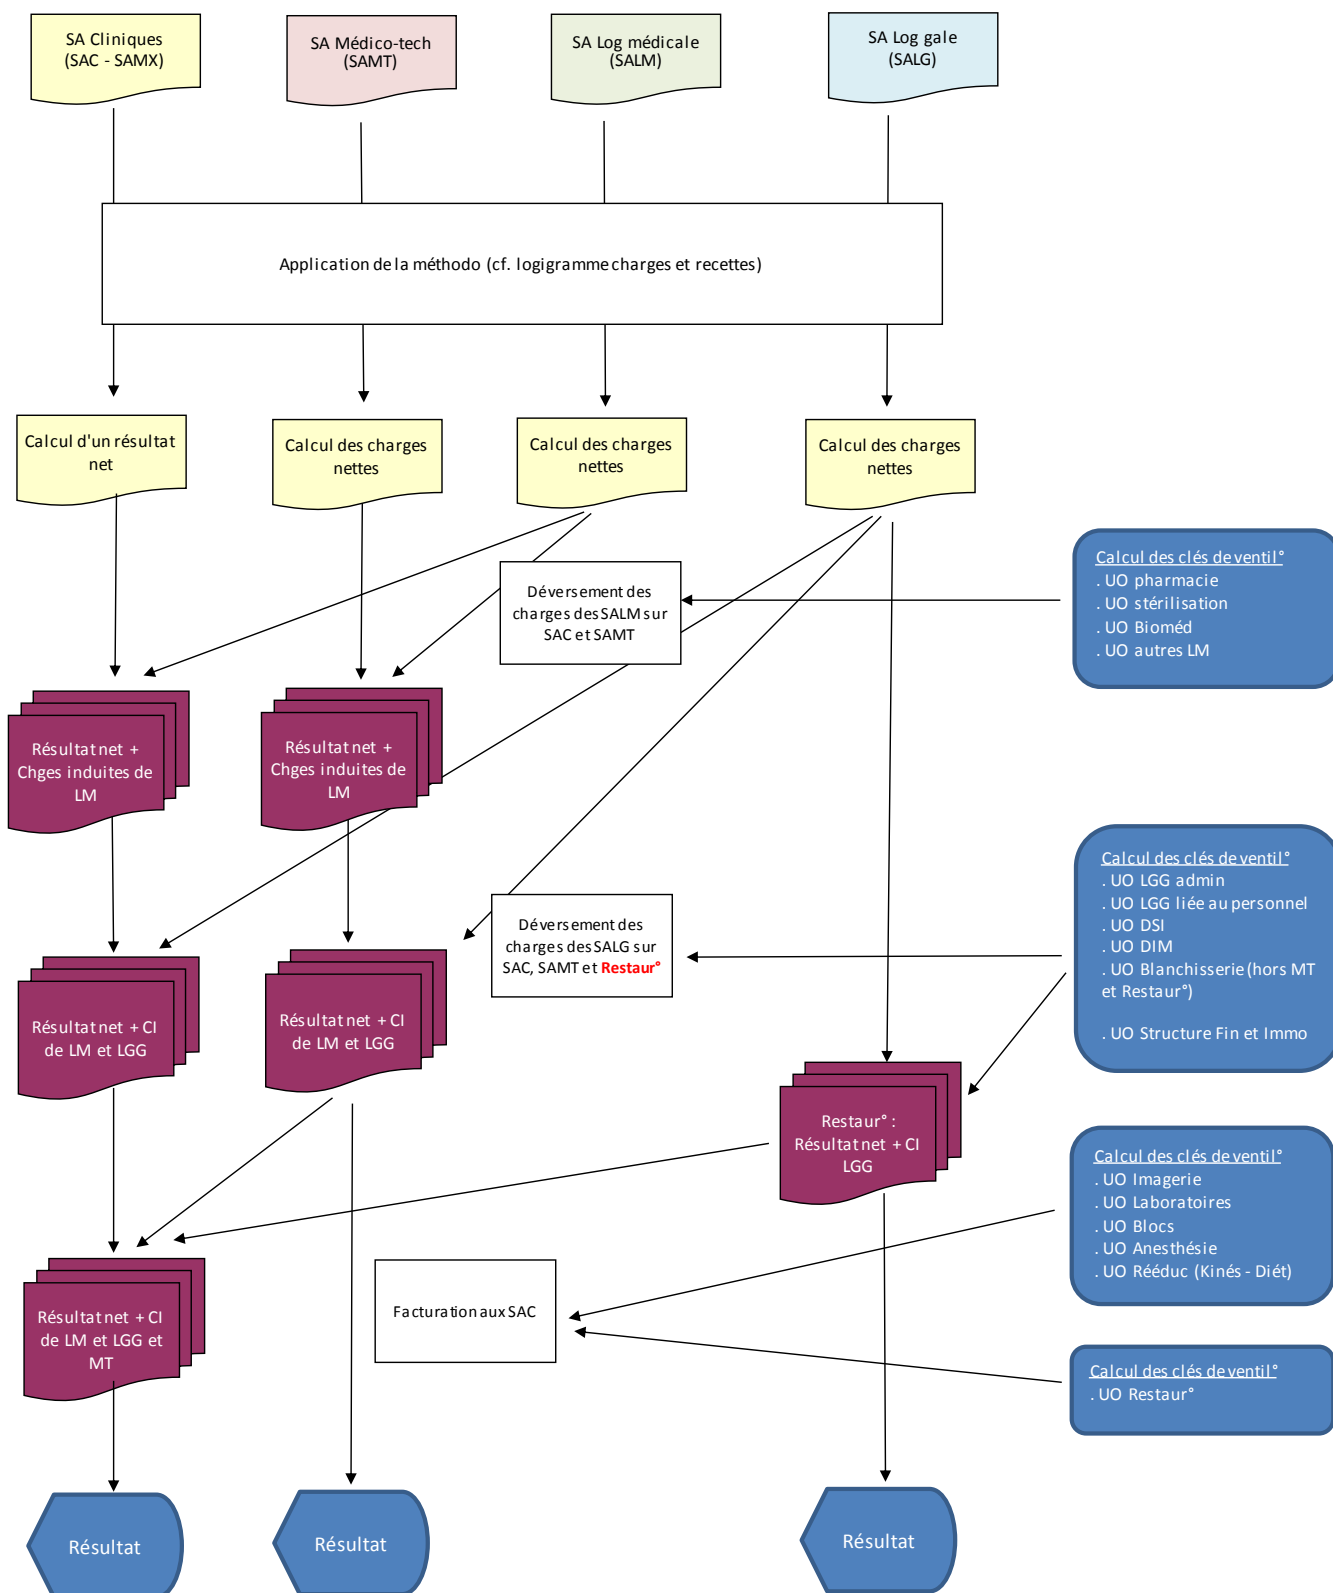 SA Cliniques
(SAC - SAMX)
SA Médico-tech
(SAMT)
SA Log médicale
(SALM)
SA Log gale
(SALG)
Application de la méthodo (cf. logigramme charges et recettes)
Calcul d'un résultat
net
Calcul des charges
nettes
Calcul des charges
nettes
Calcul des charges
nettes
Calcul des clés de ventil°
. UO pharmacie
. UO stérilisation
. UO Bioméd
. UO autres LM
Déversement des
charges des SALM sur
SAC et SAMT
Résultat net +
Chges induites de
LM
Résultat net +
Chges induites de
LM
Calcul des clés de ventil°
. UO LGG admin
. UO LGG liée au personnel
. UO DSI
. UO DIM
. UO Blanchisserie (hors MT
et Restaur°)
. UO Structure Fin et Immo
Déversement des
charges des SALG sur
SAC, SAMT et Restaur°
Résultat net + CI
de LM et LGG
Résultat net + CI
de LM et LGG
Restaur° :
Résultat net + CI
LGG
Calcul des clés de ventil°
. UO Imagerie
. UO Laboratoires
. UO Blocs
. UO Anesthésie
. UO Rééduc (Kinés - Diét)
Résultat net + CI
de LM et LGG et
MT
Facturation aux SAC
Calcul des clés de ventil°
. UO Restaur°
Résultat
Résultat
Résultat